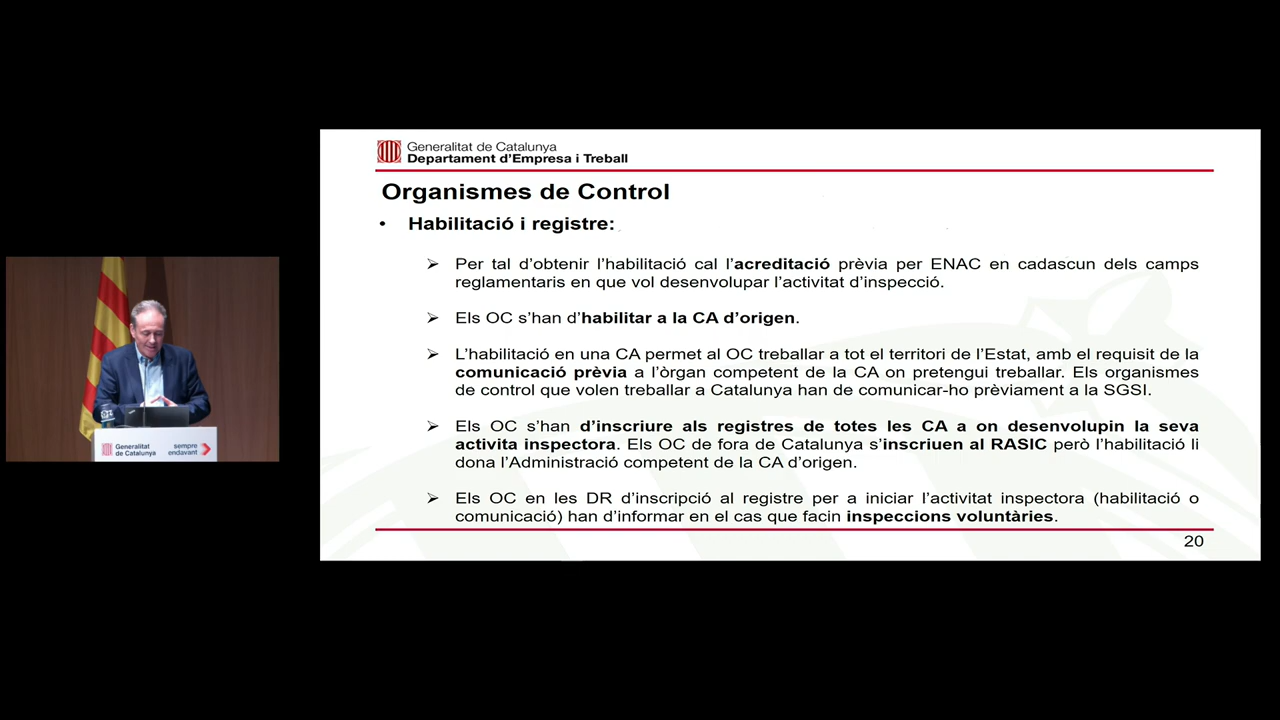 Generalitat de Catalunya
Departament d'Empresa i Treball
Organismes de Control
• Habilitació i registre:
➢ Per tal d'obtenir l'habilitació cal l'acreditació prèvia per ENAC en cadascun dels camps
reglamentaris en que vol desenvolupar l'activitat d'inspecció.
➢ Els OC s'han d'habilitar a la CA d'origen.
➢ L'habilitació en una CA permet al OC treballar a tot el territori de l'Estat, amb el requisit de la
comunicació prèvia a l'òrgan competent de la CA on pretengui treballar. Els organismes
de control que volen treballar a Catalunya han de comunicar-ho prèviament a la SGSI.
➢ Els OC s'han d'inscriure als registres de totes les CA a on desenvolupin la seva
activita inspectora. Els OC de fora de Catalunya s'inscriuen al RASIC però l'habilitació li
dona l'Administració competent de la CA d'origen.
➢ Els OC en les DR d'inscripció al registre per a iniciar l'activitat inspectora (habilitació o
comunicació) han d'informar en el cas que facin inspeccions voluntàries.
20
Generalitat
de Catalunya
sempre
endavant